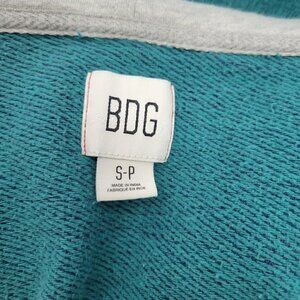 BDG
S-P
MADE IN INDIA
FABRIQUÉ EN INDE